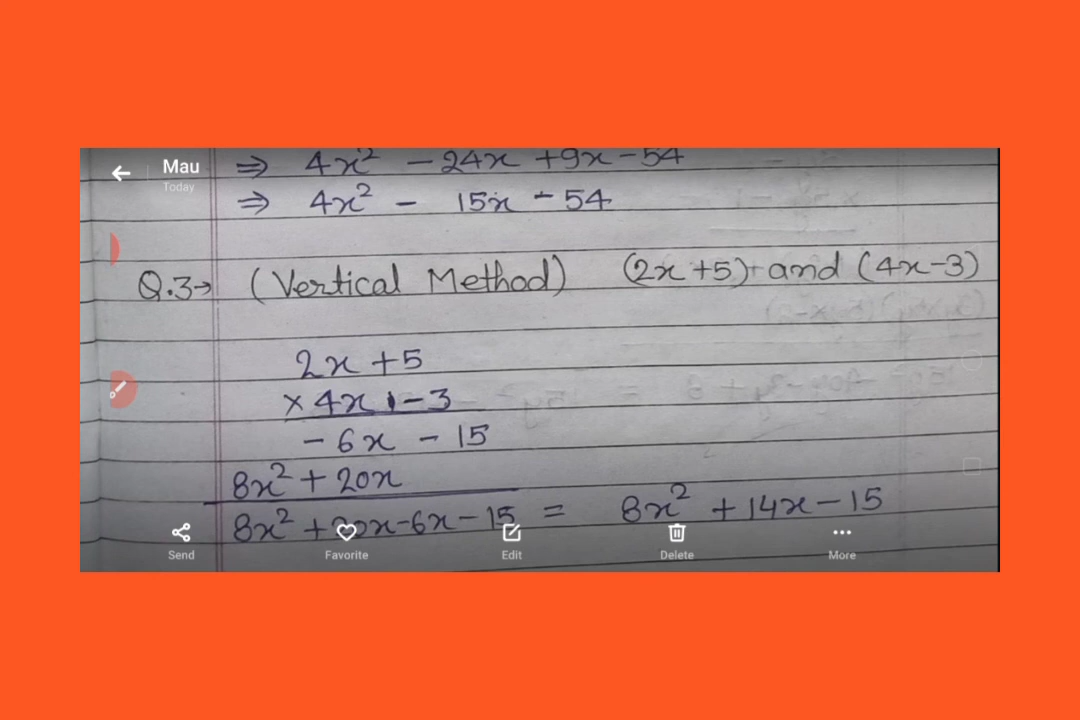 Mau
Today
⇒ 4x² - 24x + 9x - 54
⇒ 4x² - 15x - 54
Q.3→ (Vertical Method) (2x +5) and (4x-3)
2x +5
× 4x - 3
- 6x - 15
8x² + 20x
8x² + 20x - 6x - 15 = 8x² + 14x - 15
Send Favorite Edit Delete More